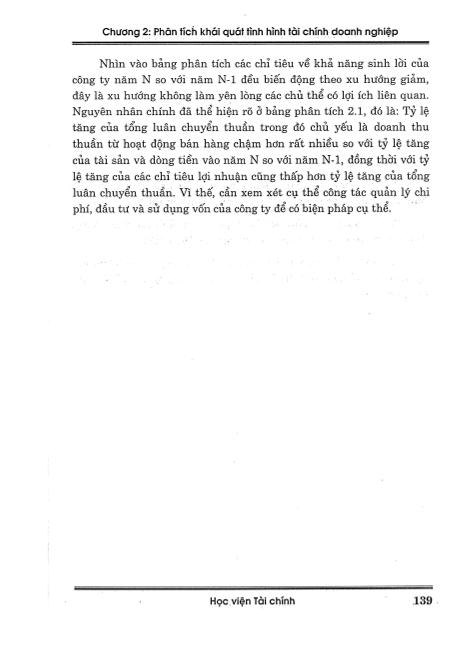 Chương 2: Phân tích khái quát tình hình tài chính doanh nghiệp
Nhìn vào bảng phân tích các chỉ tiêu về khả năng sinh lời của
công ty năm N so với năm N-1 đều biến động theo xu hướng giảm,
đây là xu hướng không làm yên lòng các chủ thể có lợi ích liên quan.
Nguyên nhân chính đã thể hiện rõ ở bảng phân tích 2.1, đó là: Tỷ lệ
tăng của tổng luân chuyển thuần trong đó chủ yếu là doanh thu
thuần từ hoạt động bán hàng chậm hơn rất nhiều so với tỷ lệ tăng
của tài sản và dòng tiền vào năm N so với năm N-1, đồng thời với tỷ
lệ tăng của các chỉ tiêu lợi nhuận cũng thấp hơn tỷ lệ tăng của tổng
luân chuyển thuần. Vì thế, cần xem xét cụ thể công tác quản lý chi
phí, đầu tư và sử dụng vốn của công ty để có biện pháp cụ thể.
Học viện Tài chính 139